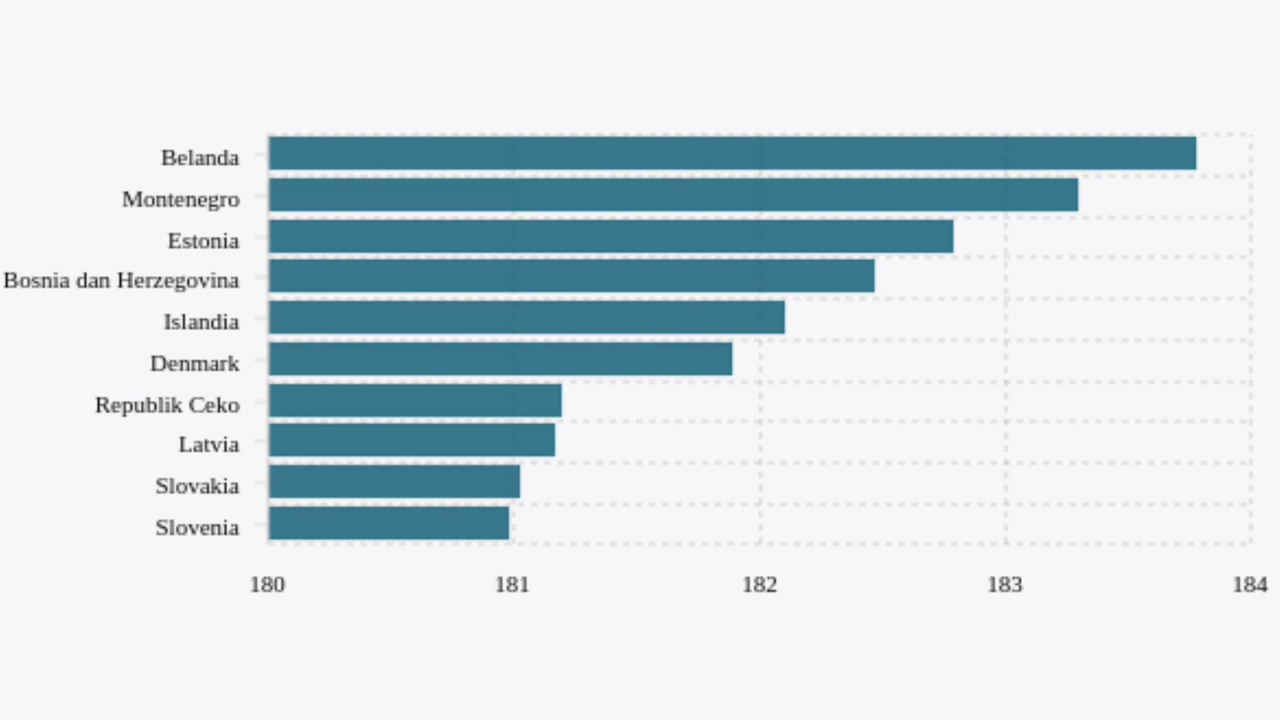 Belanda
Montenegro
Estonia
Bosnia dan Herzegovina
Islandia
Denmark
Republik Ceko
Latvia
Slovakia
Slovenia
180 181 182 183 184